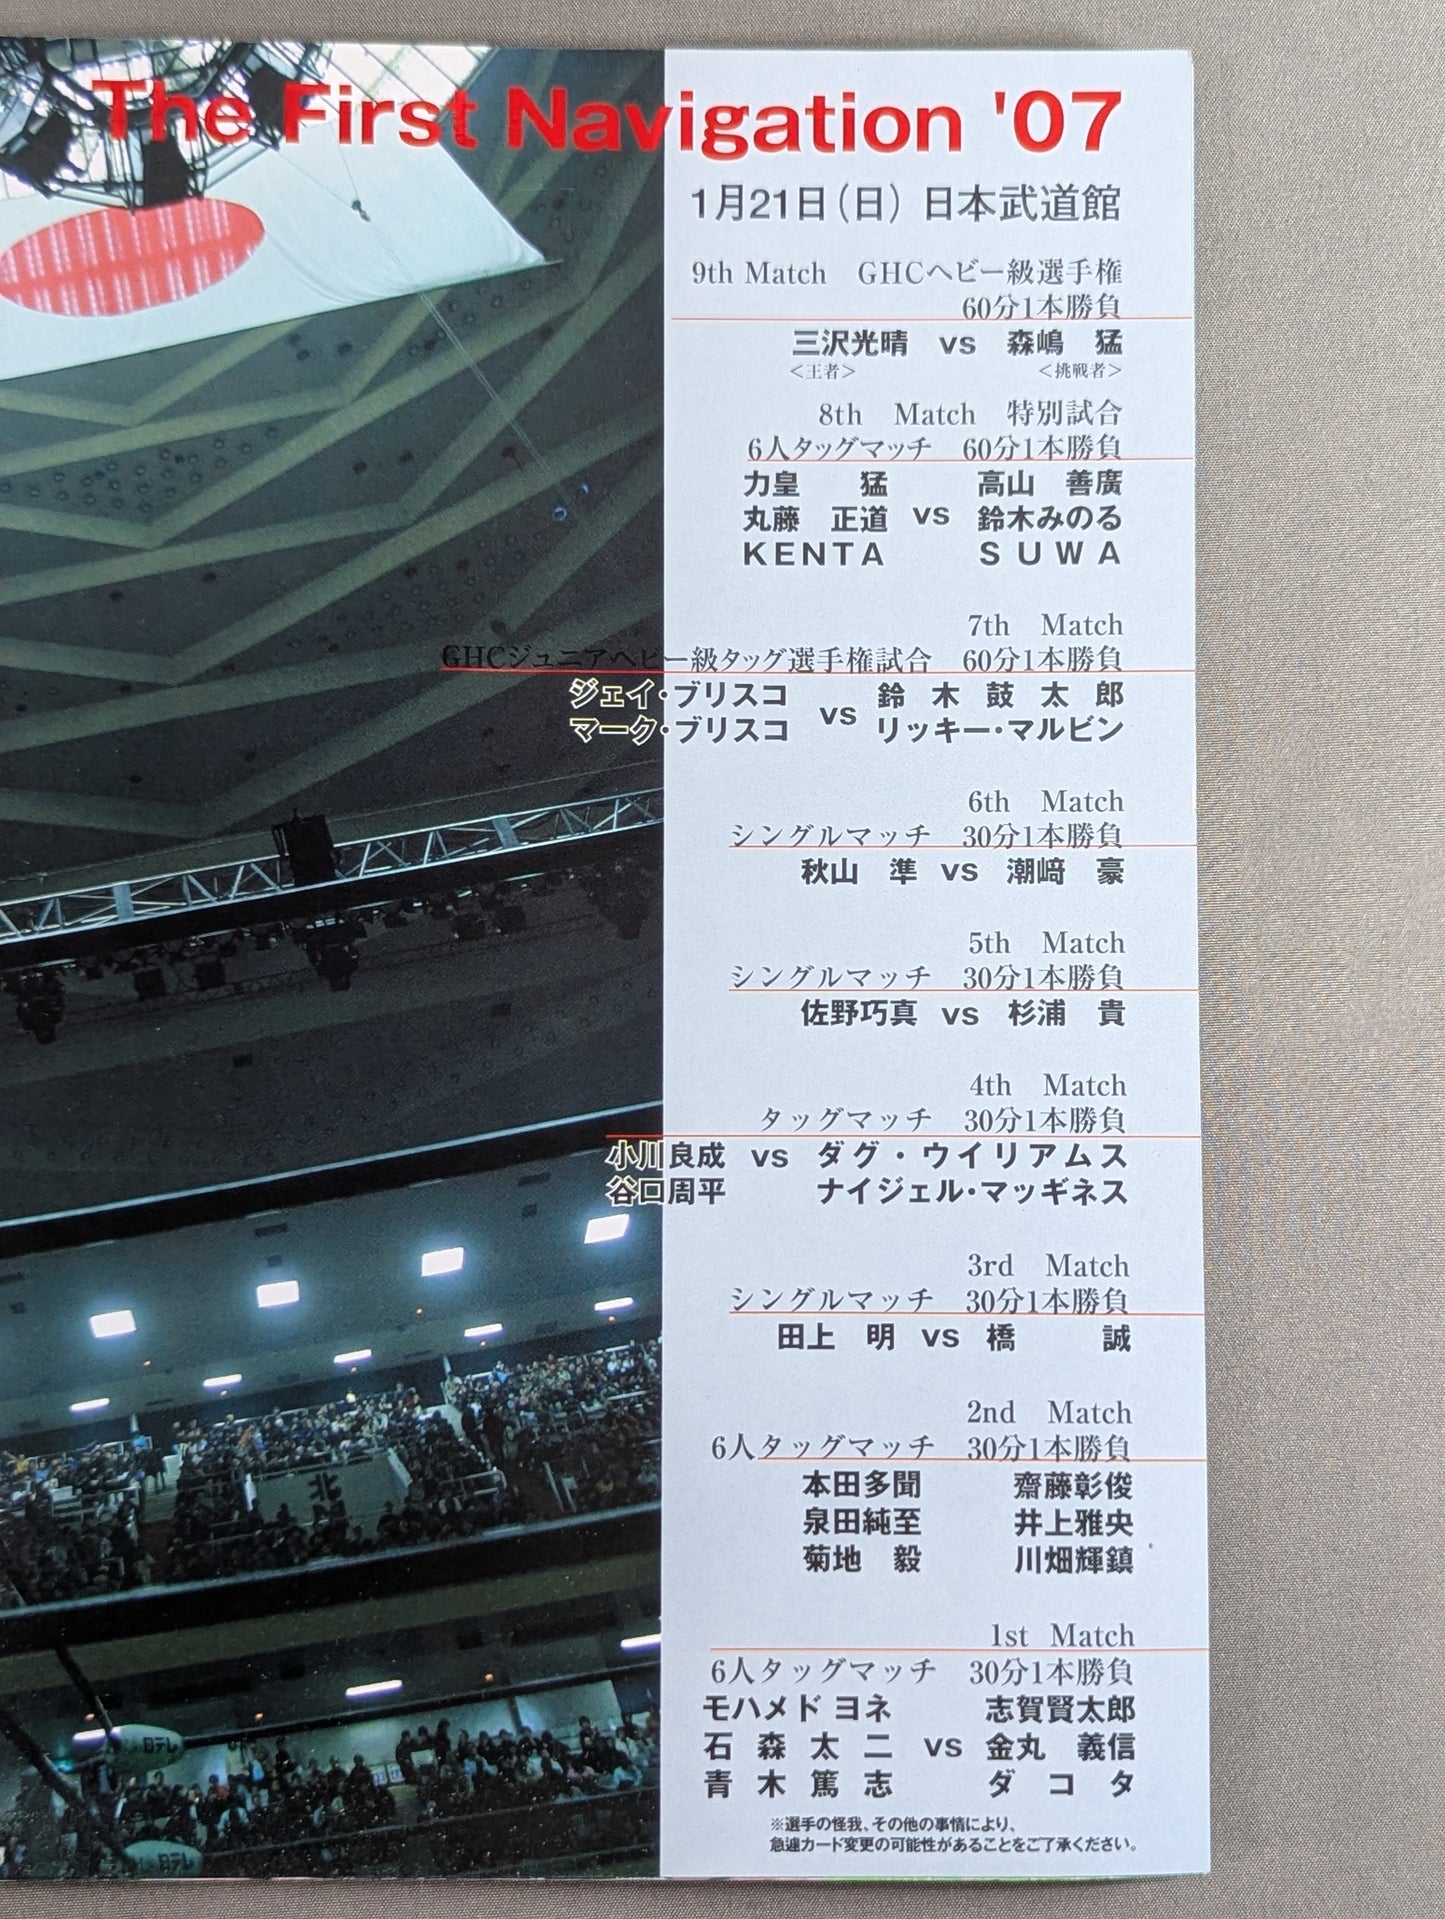 The First Navigation '07
1月21日(日) 日本武道館
9th Match GHCヘビー級選手権
60分1本勝負
三沢光晴 vs 森嶋 猛
<王者> <挑戦者>
8th Match 特別試合
6人タッグマッチ 60分1本勝負
力皇 猛 高山 善廣
丸藤 正道 vs 鈴木みのる
KENTA SUWA
7th Match
GHCジュニアヘビー級タッグ選手権試合 60分1本勝負
ジェイ・ブリスコ 鈴木鼓太郎
vs
マーク・ブリスコ リッキー・マルビン
6th Match
シングルマッチ 30分1本勝負
秋山 準 vs 潮﨑 豪
5th Match
シングルマッチ 30分1本勝負
佐野巧真 vs 杉浦 貴
4th Match
タッグマッチ 30分1本勝負
小川良成 vs ダグ・ウイリアムス
谷口周平 ナイジェル・マッギネス
3rd Match
シングルマッチ 30分1本勝負
田上 明 vs 橋 誠
2nd Match
6人タッグマッチ 30分1本勝負
本田多聞 齋藤彰俊
泉田純至 井上雅央
菊地 毅 川畑輝鎮
1st Match
6人タッグマッチ 30分1本勝負
モハメド ヨネ 志賀賢太郎
石森太二 vs 金丸 義信
青木篤志 ダコタ
※選手の怪我、その他の事情により、
急遽カード変更の可能性があることをご了承ください。
北
日テレ
日テレ